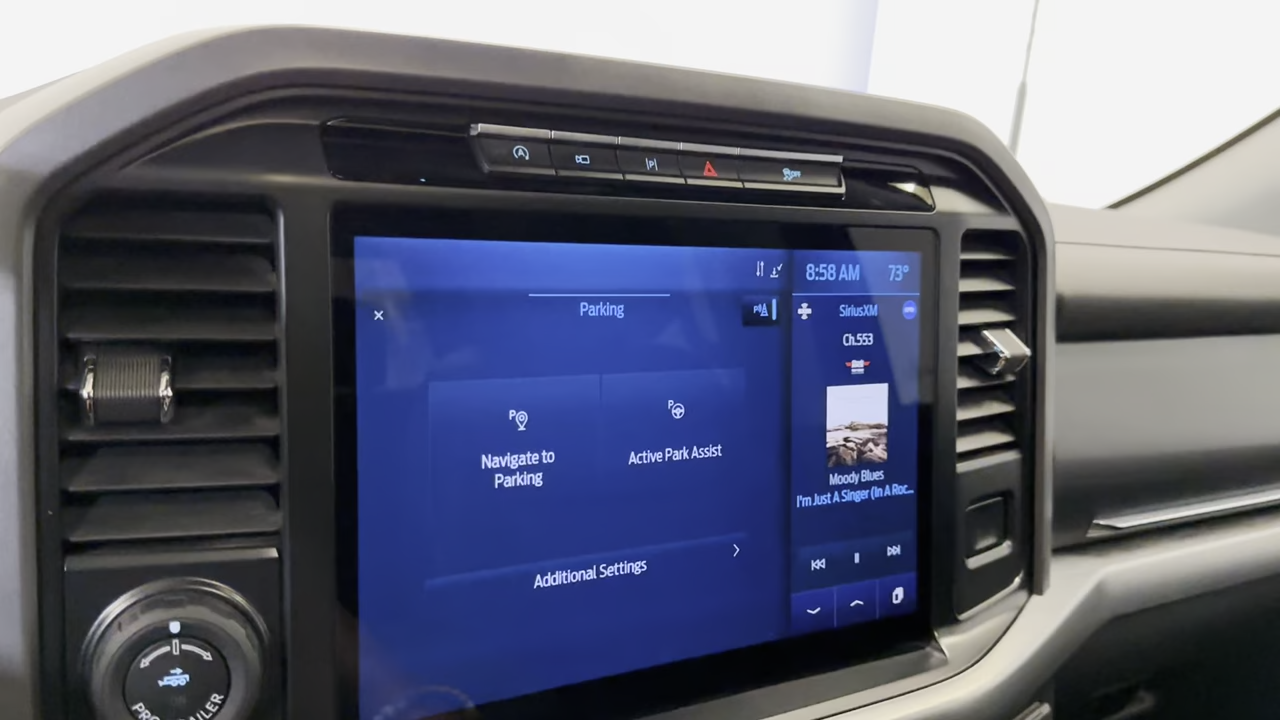 OFF
8:58 AM 73°
Parking
SiriusXM
Ch.553
P
Navigate to
Parking
P
Active Park Assist
Moody Blues
I'm Just A Singer (In A Roc...
Additional Settings